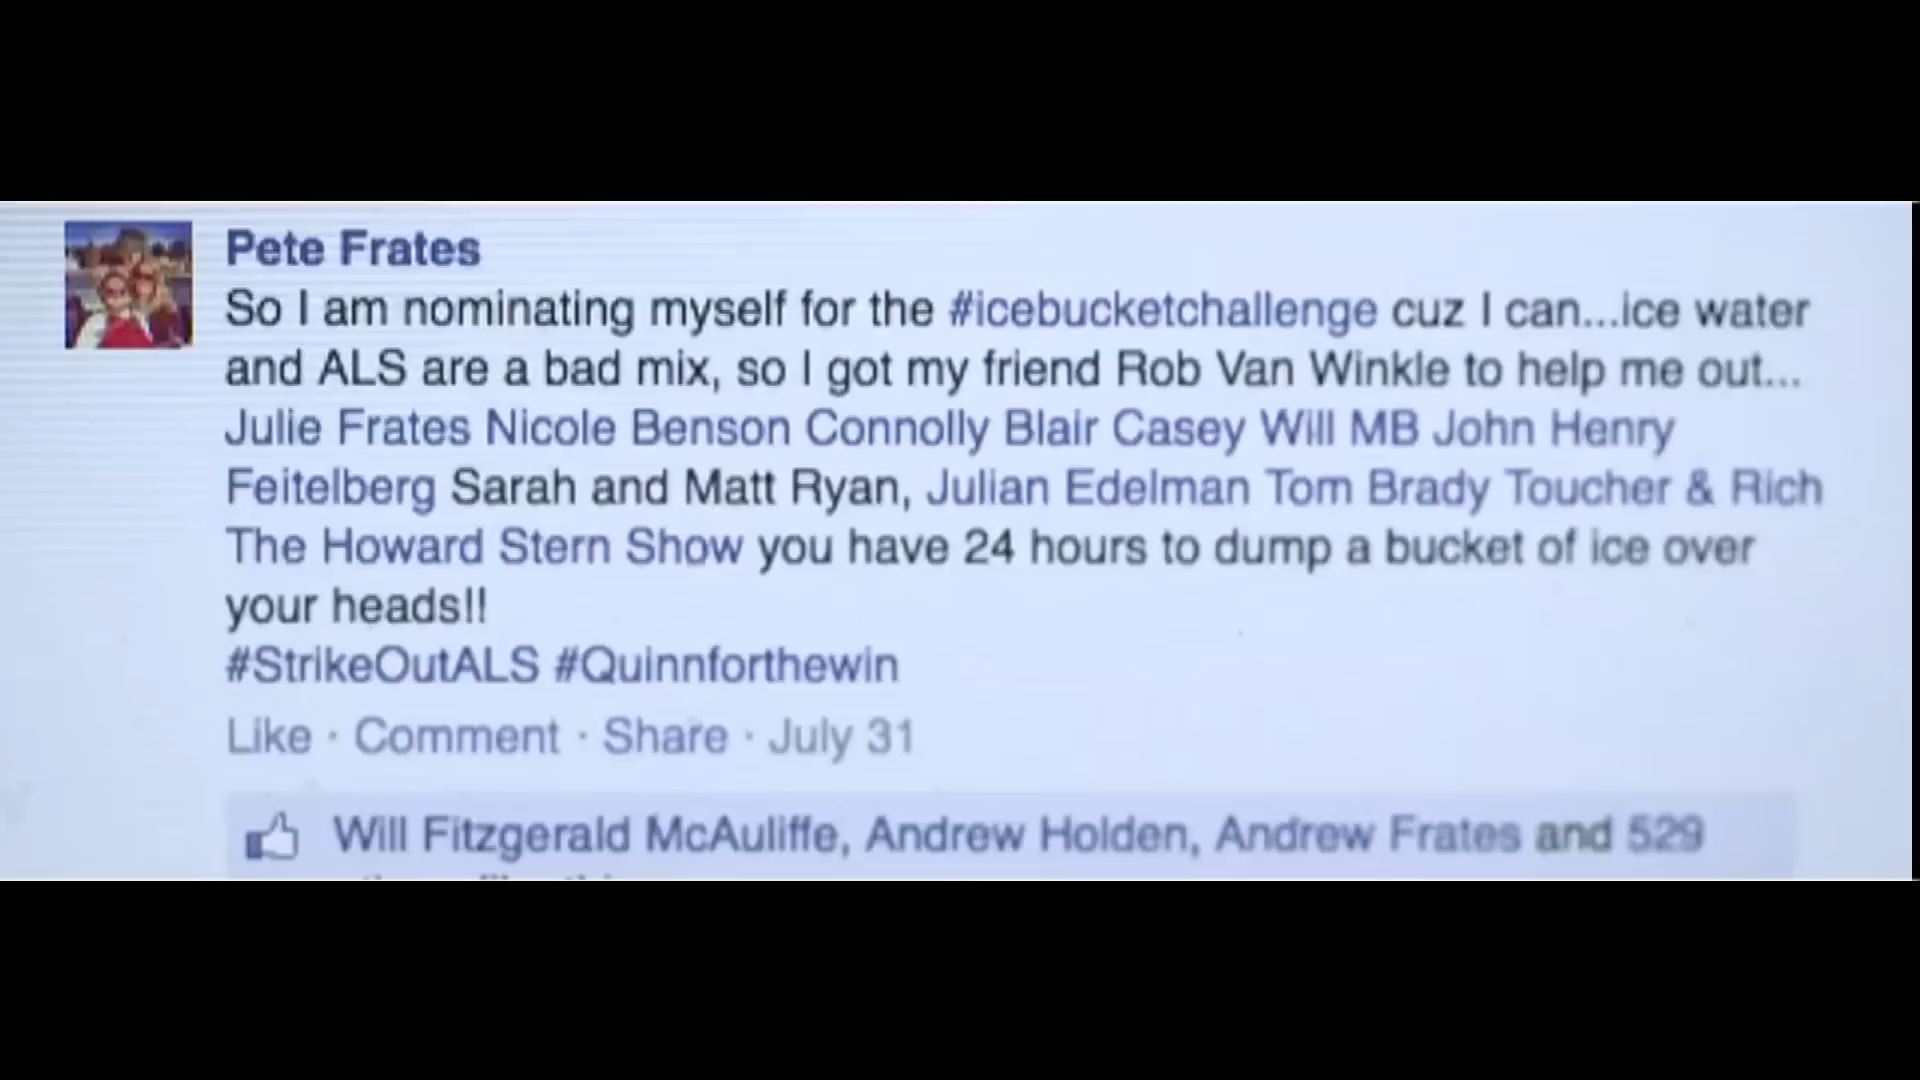 Pete Frates
So I am nominating myself for the #icebucketchallenge cuz I can...ice water
and ALS are a bad mix, so I got my friend Rob Van Winkle to help me out...
Julie Frates Nicole Benson Connolly Blair Casey Will MB John Henry
Feitelberg Sarah and Matt Ryan, Julian Edelman Tom Brady Toucher & Rich
The Howard Stern Show you have 24 hours to dump a bucket of ice over
your heads!!
#StrikeOutALS #Quinnforthewin
Like · Comment · Share · July 31
Will Fitzgerald McAuliffe, Andrew Holden, Andrew Frates and 529